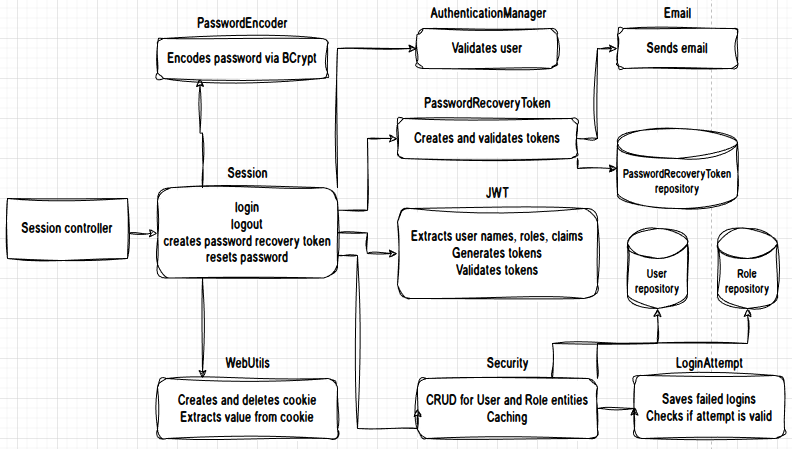 PasswordEncoder
Encodes password via BCrypt
AuthenticationManager
Validates user
Email
Sends email
PasswordRecoveryToken
Creates and validates tokens
PasswordRecoveryToken
repository
Session controller
Session
login
logout
creates password recovery token
resets password
JWT
Extracts user names, roles, claims
Generates tokens
Validates tokens
User
repository
Role
repository
WebUtils
Creates and deletes cookie
Extracts value from cookie
Security
CRUD for User and Role entities
Caching
LoginAttempt
Saves failed logins
Checks if attempt is valid